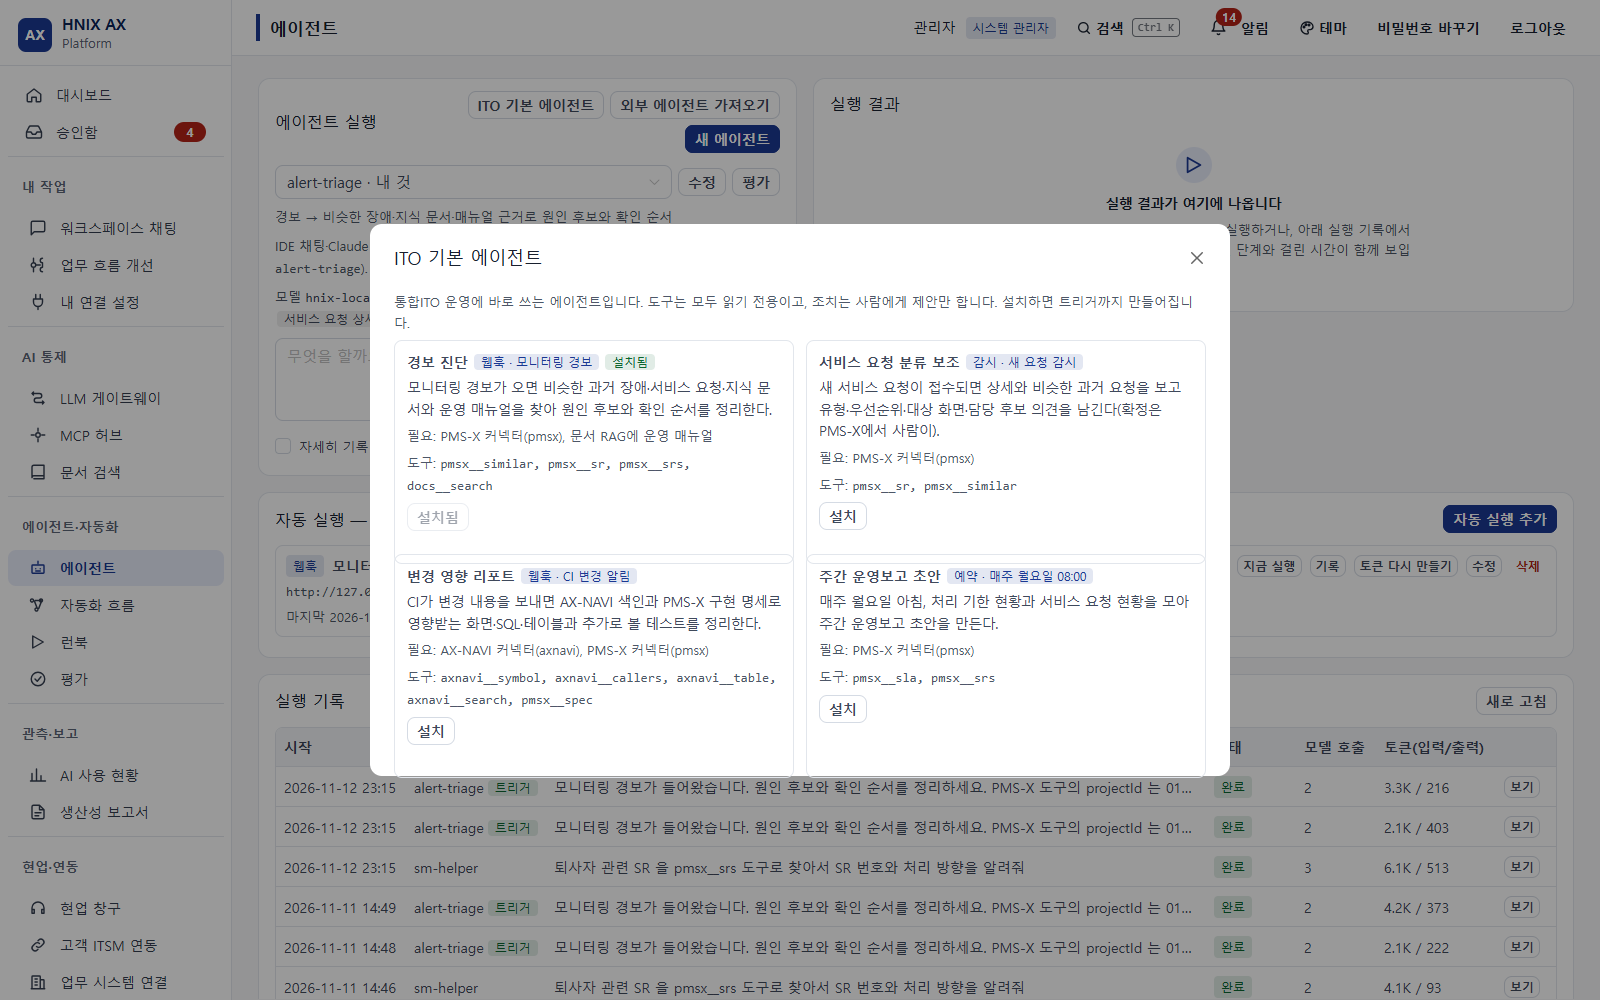 AX
HNIX AX
Platform
대시보드
승인함
4
내 작업
워크스페이스 채팅
업무 흐름 개선
내 연결 설정
AI 통제
LLM 게이트웨이
MCP 허브
문서 검색
에이전트·자동화
에이전트
자동화 흐름
런북
평가
관측·보고
AI 사용 현황
생산성 보고서
현업·연동
현업 창구
고객 ITSM 연동
업무 시스템 연결
에이전트
관리자
시스템 관리자
검색
Ctrl K
14
알림
테마
비밀번호 바꾸기
로그아웃
에이전트 실행
ITO 기본 에이전트
외부 에이전트 가져오기
새 에이전트
alert-triage · 내 것
수정
평가
경보 → 비슷한 장애·지식 문서·매뉴얼 근거로 원인 후보와 확인 순서
IDE 채팅·Claude
alert-triage).
모델 hnix-loca
서비스 요청 상세
무엇을 할까
자세히 기록
실행 결과
실행 결과가 여기에 나옵니다
실행하거나, 아래 실행 기록에서
단계와 걸린 시간이 함께 보입
ITO 기본 에이전트
통합ITO 운영에 바로 쓰는 에이전트입니다. 도구는 모두 읽기 전용이고, 조치는 사람에게 제안만 합니다. 설치하면 트리거까지 만들어집니
다.
경보 진단 웹훅 · 모니터링 경보 설치됨
모니터링 경보가 오면 비슷한 과거 장애·서비스 요청·지식 문
서와 운영 매뉴얼을 찾아 원인 후보와 확인 순서를 정리한다.
필요: PMS-X 커넥터(pmsx), 문서 RAG에 운영 매뉴얼
도구: pmsx__similar, pmsx__sr, pmsx__srs,
docs__search
설치됨
서비스 요청 분류 보조 감시 · 새 요청 감시
새 서비스 요청이 접수되면 상세와 비슷한 과거 요청을 보고
유형·우선순위·대상 화면·담당 후보 의견을 남긴다(확정은
PMS-X에서 사람이).
필요: PMS-X 커넥터(pmsx)
도구: pmsx__sr, pmsx__similar
설치
변경 영향 리포트 웹훅 · CI 변경 알림
CI가 변경 내용을 보내면 AX-NAVI 색인과 PMS-X 구현 명세로
영향받는 화면·SQL·테이블과 추가로 볼 테스트를 정리한다.
필요: AX-NAVI 커넥터(axnavi), PMS-X 커넥터(pmsx)
도구: axnavi__symbol, axnavi__callers, axnavi__table,
axnavi__search, pmsx__spec
설치
주간 운영보고 초안 예약 · 매주 월요일 08:00
매주 월요일 아침, 처리 기한 현황과 서비스 요청 현황을 모아
주간 운영보고 초안을 만든다.
필요: PMS-X 커넥터(pmsx)
도구: pmsx__sla, pmsx__srs
설치
자동 실행 —
자동 실행 추가
웹훅 모니터
http://127.0
마지막 2026-1
지금 실행
기록
토큰 다시 만들기
수정
삭제
실행 기록
새로 고침
시작
태
모델 호출
토큰(입력/출력)
2026-11-12 23:15 alert-triage 트리거 모니터링 경보가 들어왔습니다. 원인 후보와 확인 순서를 정리하세요. PMS-X 도구의 projectId 는 01... 완료 2 3.3K / 216 보기
2026-11-12 23:15 alert-triage 트리거 모니터링 경보가 들어왔습니다. 원인 후보와 확인 순서를 정리하세요. PMS-X 도구의 projectId 는 01... 완료 2 2.1K / 403 보기
2026-11-12 23:15 sm-helper 퇴사자 관련 SR 을 pmsx__srs 도구로 찾아서 SR 번호와 처리 방향을 알려줘 완료 3 6.1K / 513 보기
2026-11-11 14:49 alert-triage 트리거 모니터링 경보가 들어왔습니다. 원인 후보와 확인 순서를 정리하세요. PMS-X 도구의 projectId 는 01... 완료 2 4.2K / 373 보기
2026-11-11 14:48 alert-triage 트리거 모니터링 경보가 들어왔습니다. 원인 후보와 확인 순서를 정리하세요. PMS-X 도구의 projectId 는 01... 완료 2 2.1K / 222 보기
2026-11-11 14:46 sm-helper 퇴사자 관련 SR 을 pmsx__srs 도구로 찾아서 SR 번호와 처리 방향을 알려줘 완료 2 4.1K / 93 보기